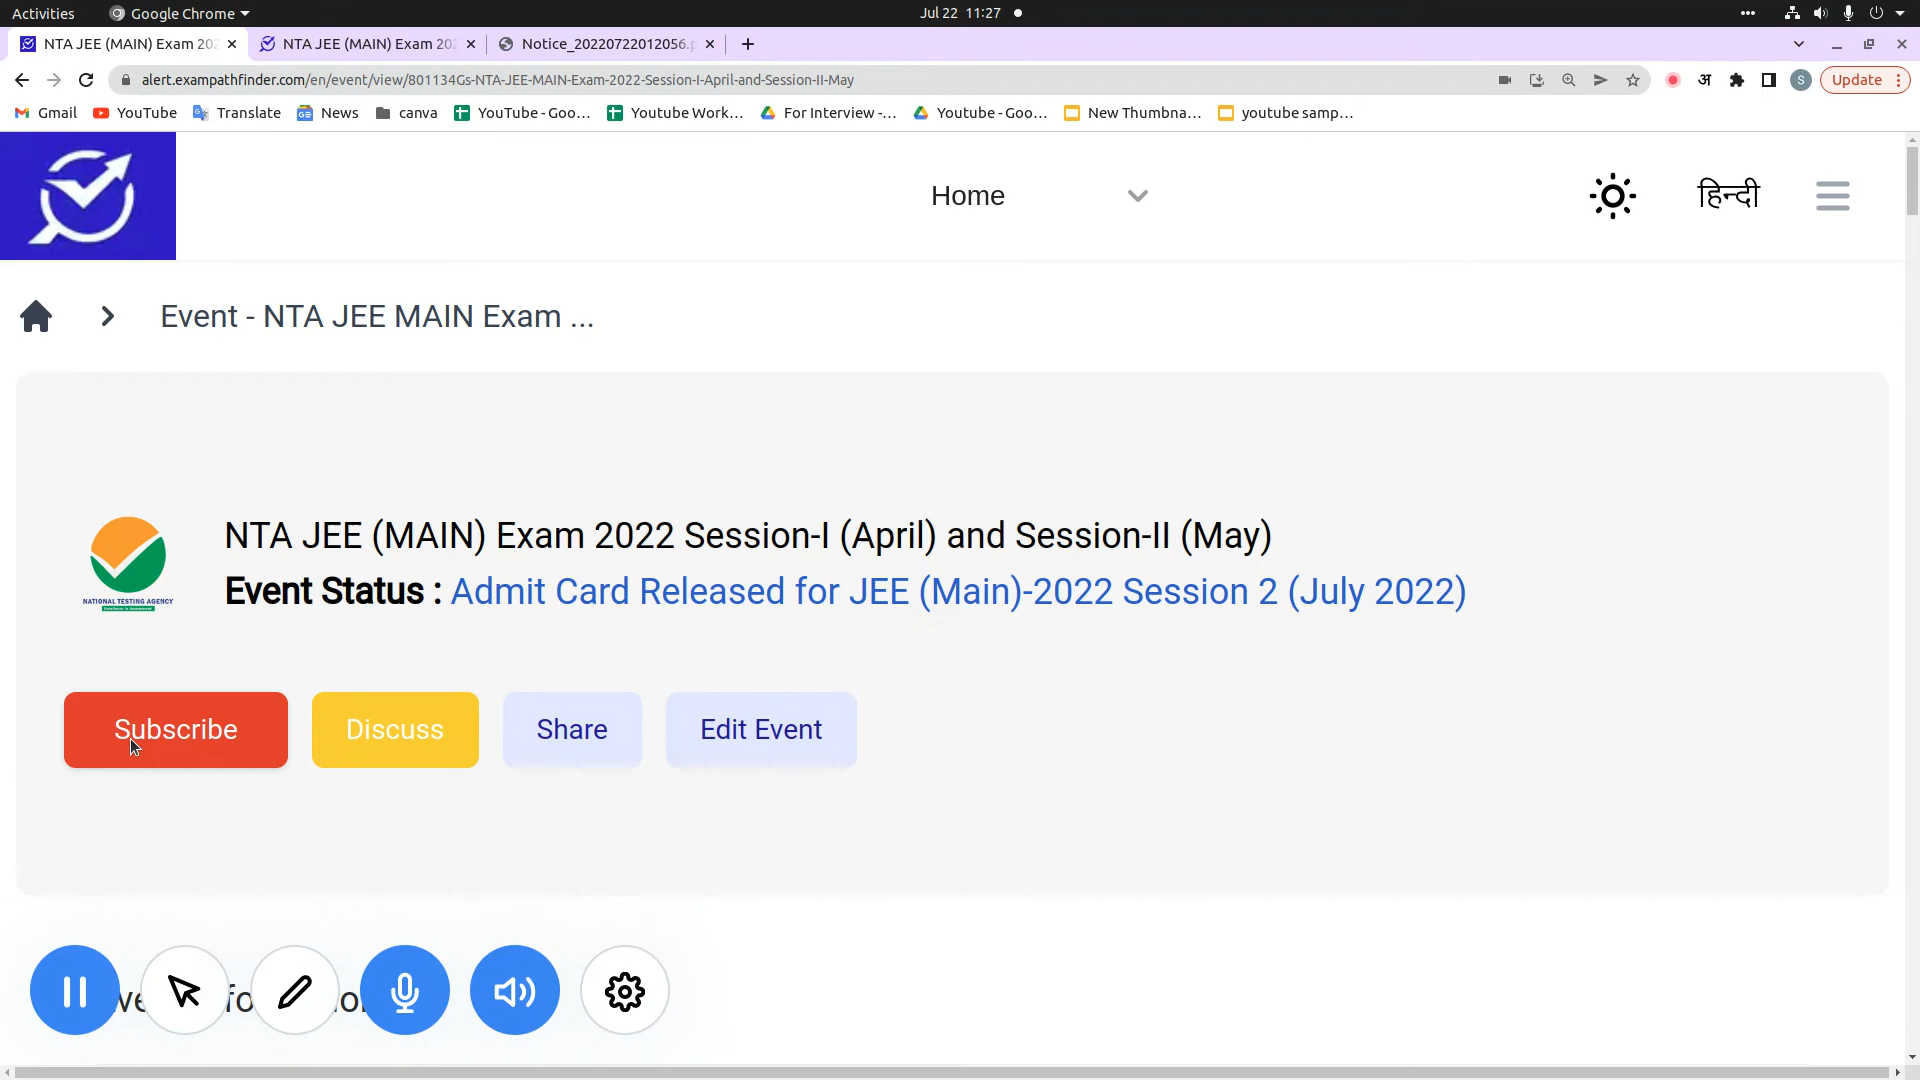 Activities Google Chrome Jul 22 11:27
NTA JEE (MAIN) Exam 202 NTA JEE (MAIN) Exam 202 Notice_20220722012056.p
alert.exampathfinder.com/en/event/view/801134Gs-NTA-JEE-MAIN-Exam-2022-Session-I-April-and-Session-II-May अ S Update
Gmail YouTube Translate News canva YouTube - Goo... Youtube Work... For Interview -... Youtube - Goo... New Thumbna... youtube samp...
Home हिन्दी
Event - NTA JEE MAIN Exam ...
NTA JEE (MAIN) Exam 2022 Session-I (April) and Session-II (May)
Event Status : Admit Card Released for JEE (Main)-2022 Session 2 (July 2022)
NATIONAL TESTING AGENCY
Subscribe Discuss Share Edit Event